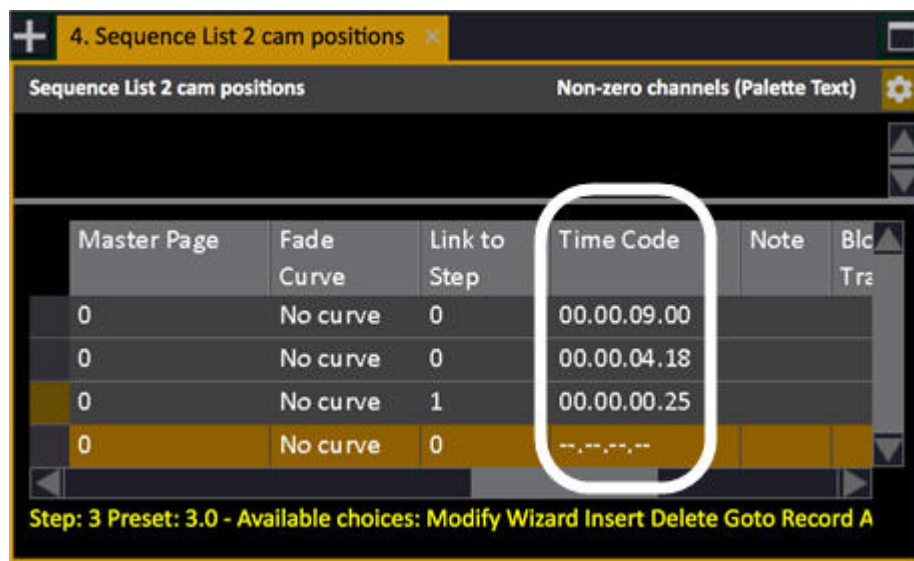 4. Sequence List 2 cam positions
Sequence List 2 cam positions Non-zero channels (Palette Text)
Master Page Fade Curve Link to Step Time Code Note Blc Tra
0 No curve 0 00.00.09.00
0 No curve 0 00.00.04.18
0 No curve 1 00.00.00.25
0 No curve 0 --.--.--.--
Step: 3 Preset: 3.0 - Available choices: Modify Wizard Insert Delete Goto Record A